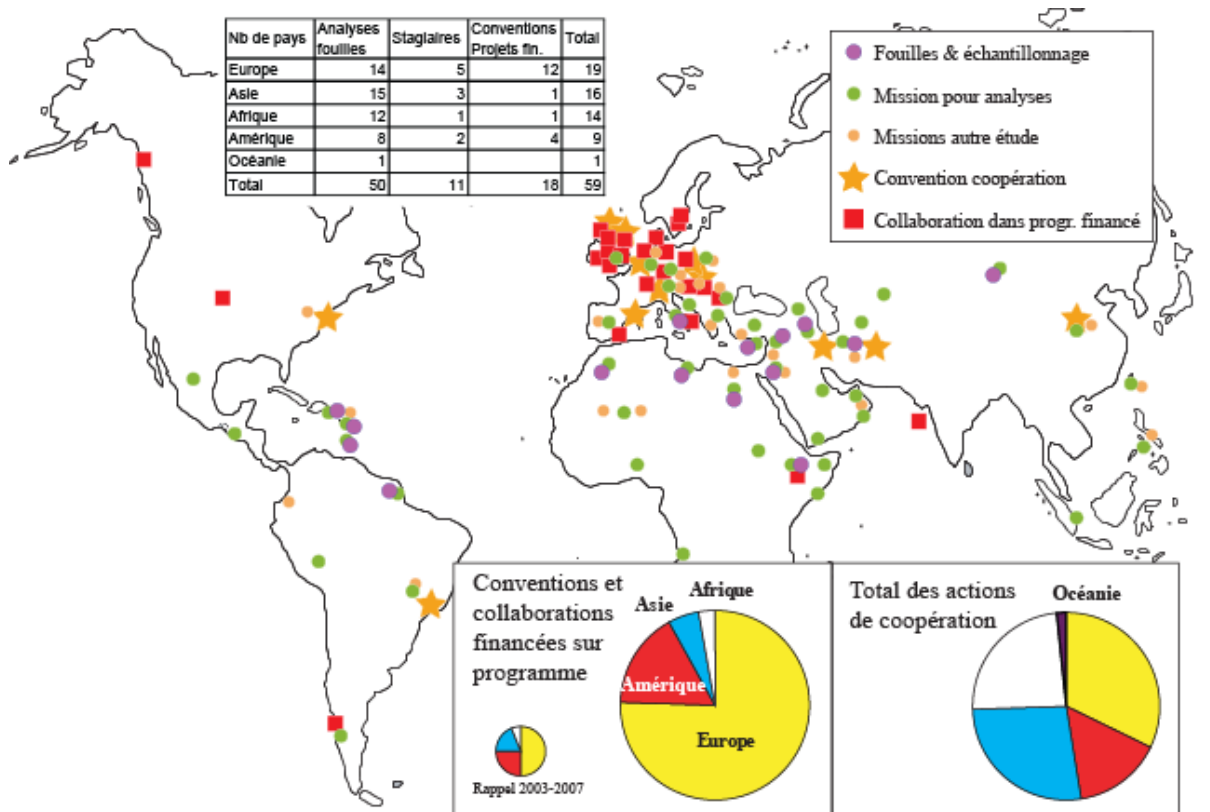 Nb de pays Analyses fouilles Stagiaires Conventions Projets fin. Total
Europe 14 5 12 19
Asie 15 3 1 16
Afrique 12 1 1 14
Amérique 8 2 4 9
Océanie 1 1
Total 50 11 18 59
Fouilles & échantillonnage
Mission pour analyses
Missions autre étude
Convention coopération
Collaboration dans progr. financé
Conventions et
collaborations
financées sur
programme
Afrique
Asie
Amérique
Europe
Rappel 2003-2007
Total des actions
de coopération
Océanie